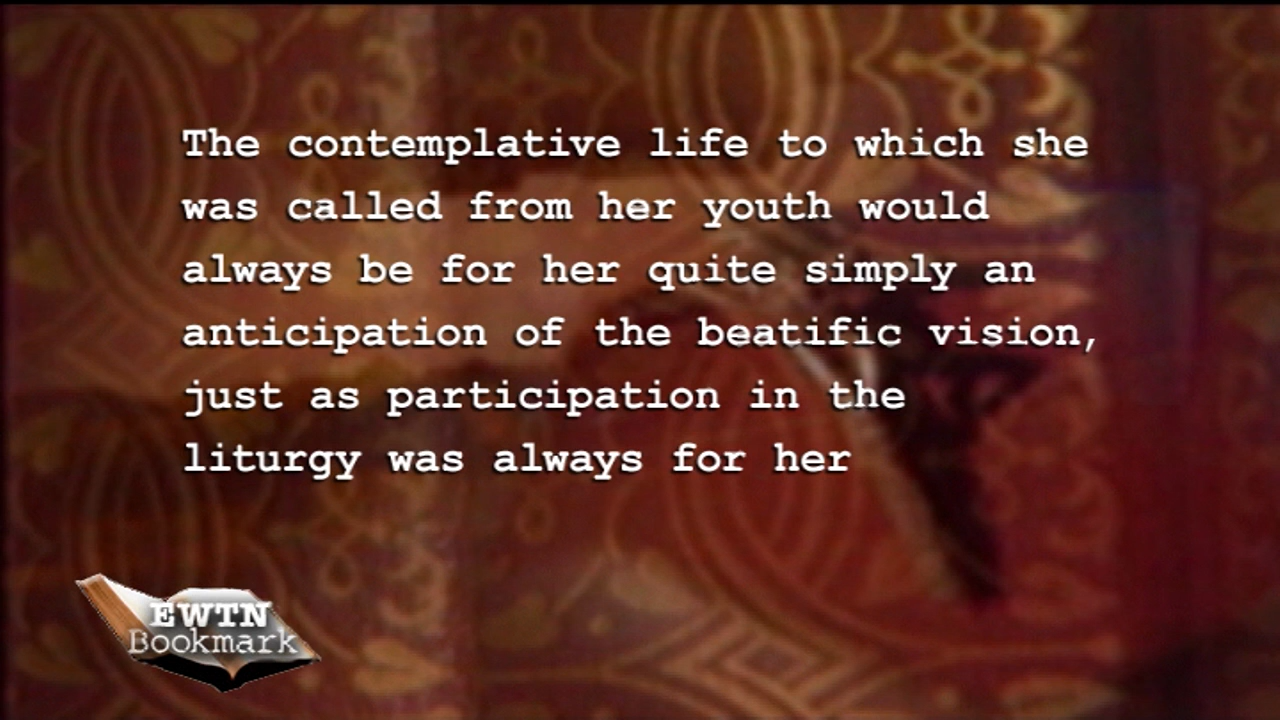 The contemplative life to which she
was called from her youth would
always be for her quite simply an
anticipation of the beatific vision,
just as participation in the
liturgy was always for her
EWTN
Bookmark